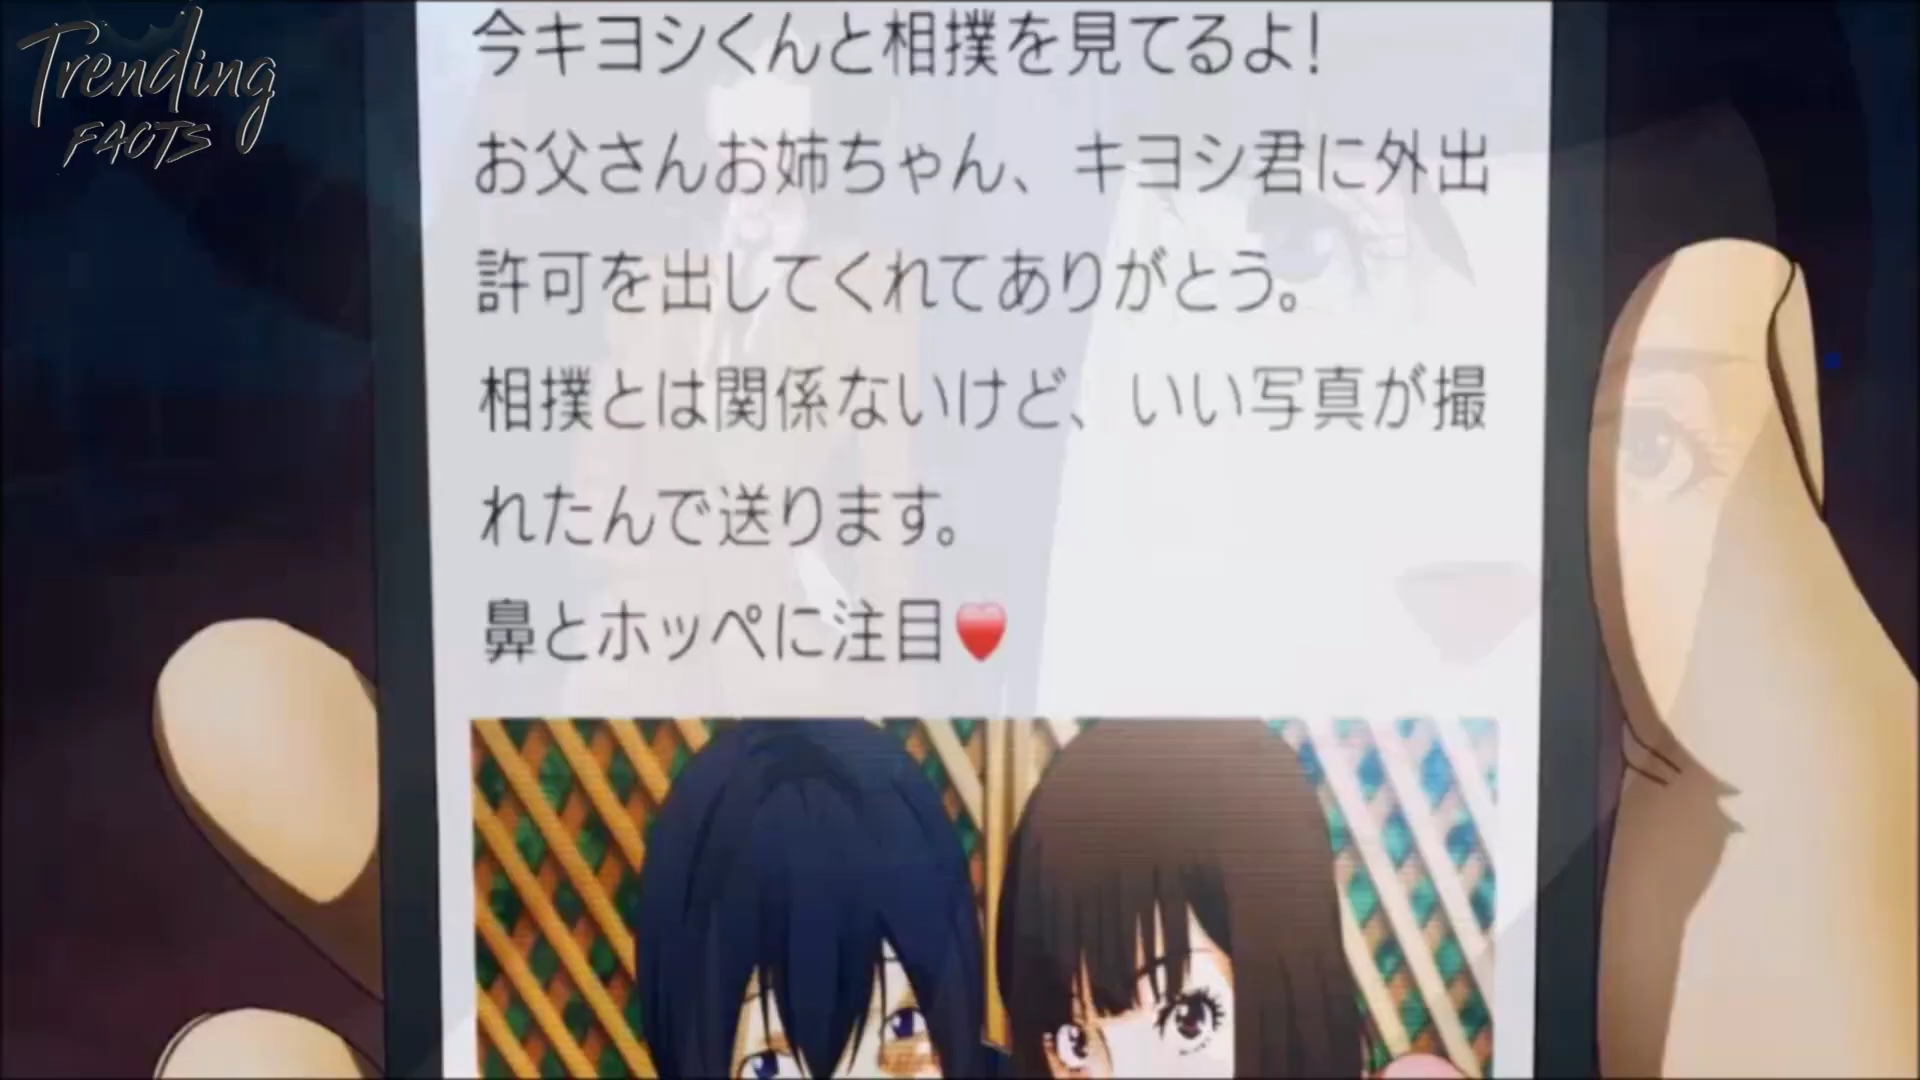 Trending
FACTS
今キヨシくんと相撲を見てるよ!
お父さんお姉ちゃん、キヨシ君に外出
許可を出してくれてありがとう。
相撲とは関係ないけど、いい写真が撮
れたんで送ります。
鼻とホッペに注目❤